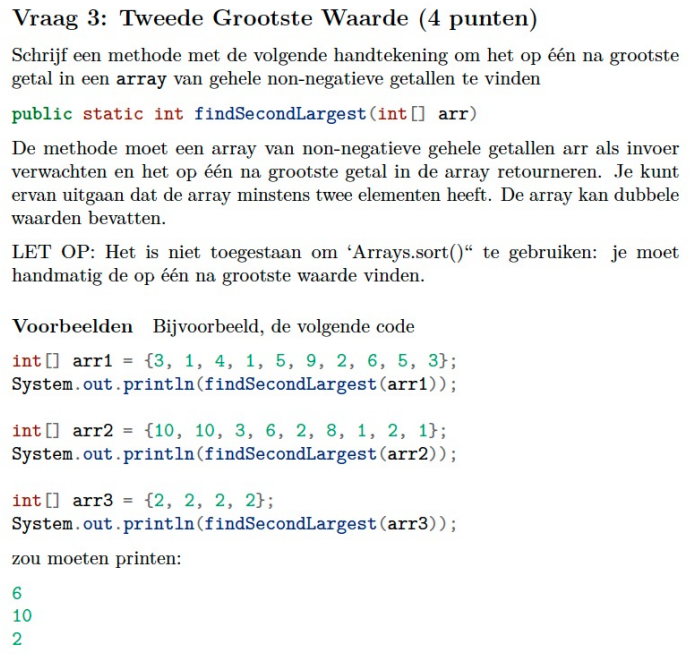 Vraag 3: Tweede Grootste Waarde (4 punten)
Schrijf een methode met de volgende handtekening om het op één na grootste
getal in een array van gehele non-negatieve getallen te vinden
public static int findSecondLargest(int[] arr)
De methode moet een array van non-negatieve gehele getallen arr als invoer
verwachten en het op één na grootste getal in de array retourneren. Je kunt
ervan uitgaan dat de array minstens twee elementen heeft. De array kan dubbele
waarden bevatten.
LET OP: Het is niet toegestaan om ‘Arrays.sort()“ te gebruiken: je moet
handmatig de op één na grootste waarde vinden.
Voorbeelden Bijvoorbeeld, de volgende code
int[] arr1 = {3, 1, 4, 1, 5, 9, 2, 6, 5, 3};
System.out.println(findSecondLargest(arr1));
int[] arr2 = {10, 10, 3, 6, 2, 8, 1, 2, 1};
System.out.println(findSecondLargest(arr2));
int[] arr3 = {2, 2, 2, 2};
System.out.println(findSecondLargest(arr3));
zou moeten printen:
6
10
2